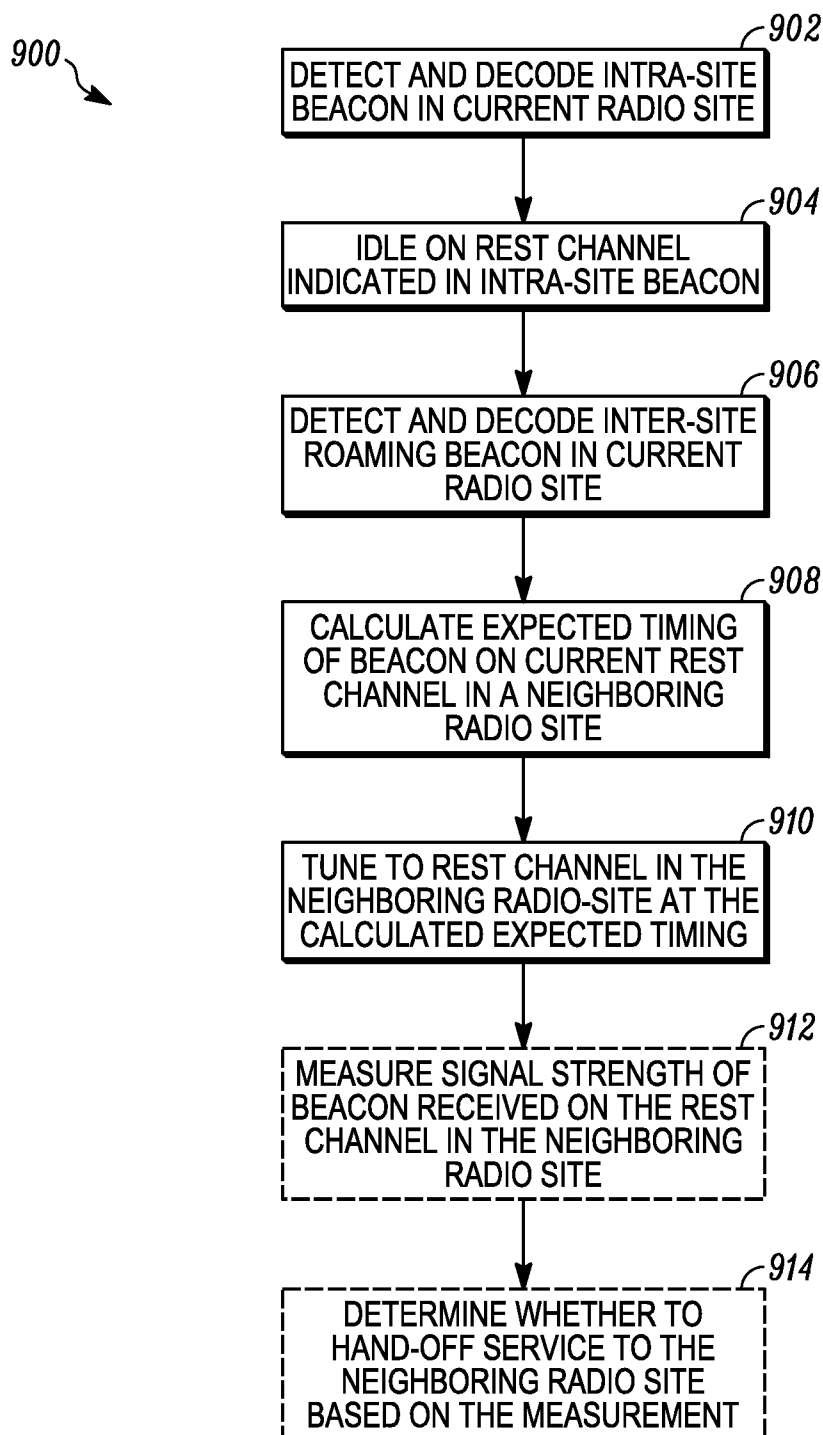 900
902
DETECT AND DECODE INTRA-SITE
BEACON IN CURRENT RADIO SITE
904
IDLE ON REST CHANNEL
INDICATED IN INTRA-SITE BEACON
906
DETECT AND DECODE INTER-SITE
ROAMING BEACON IN CURRENT
RADIO SITE
908
CALCULATE EXPECTED TIMING
OF BEACON ON CURRENT REST
CHANNEL IN A NEIGHBORING
RADIO SITE
910
TUNE TO REST CHANNEL IN THE
NEIGHBORING RADIO-SITE AT THE
CALCULATED EXPECTED TIMING
912
MEASURE SIGNAL STRENGTH OF
BEACON RECEIVED ON THE REST
CHANNEL IN THE NEIGHBORING
RADIO SITE
914
DETERMINE WHETHER TO
HAND-OFF SERVICE TO THE
NEIGHBORING RADIO SITE
BASED ON THE MEASUREMENT